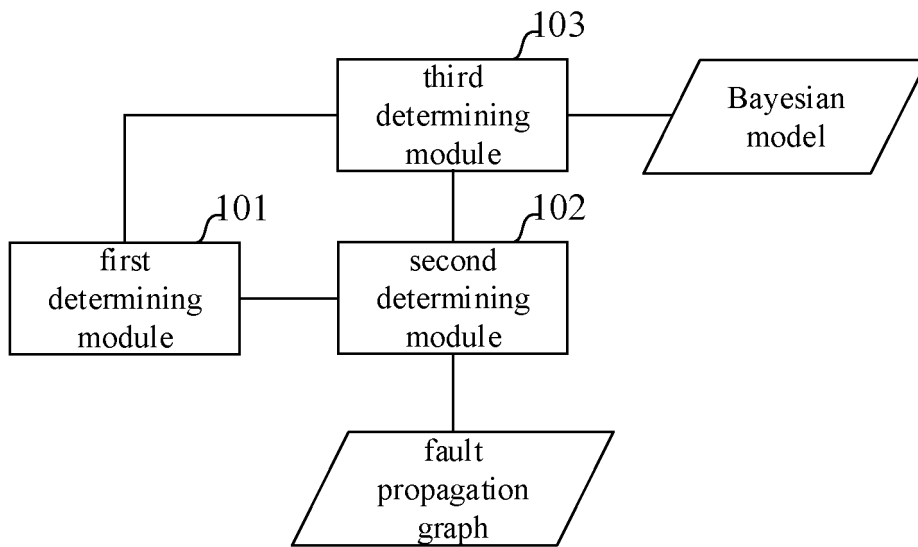 103
third
determining
module
Bayesian
model
101
first
determining
module
102
second
determining
module
fault
propagation
graph